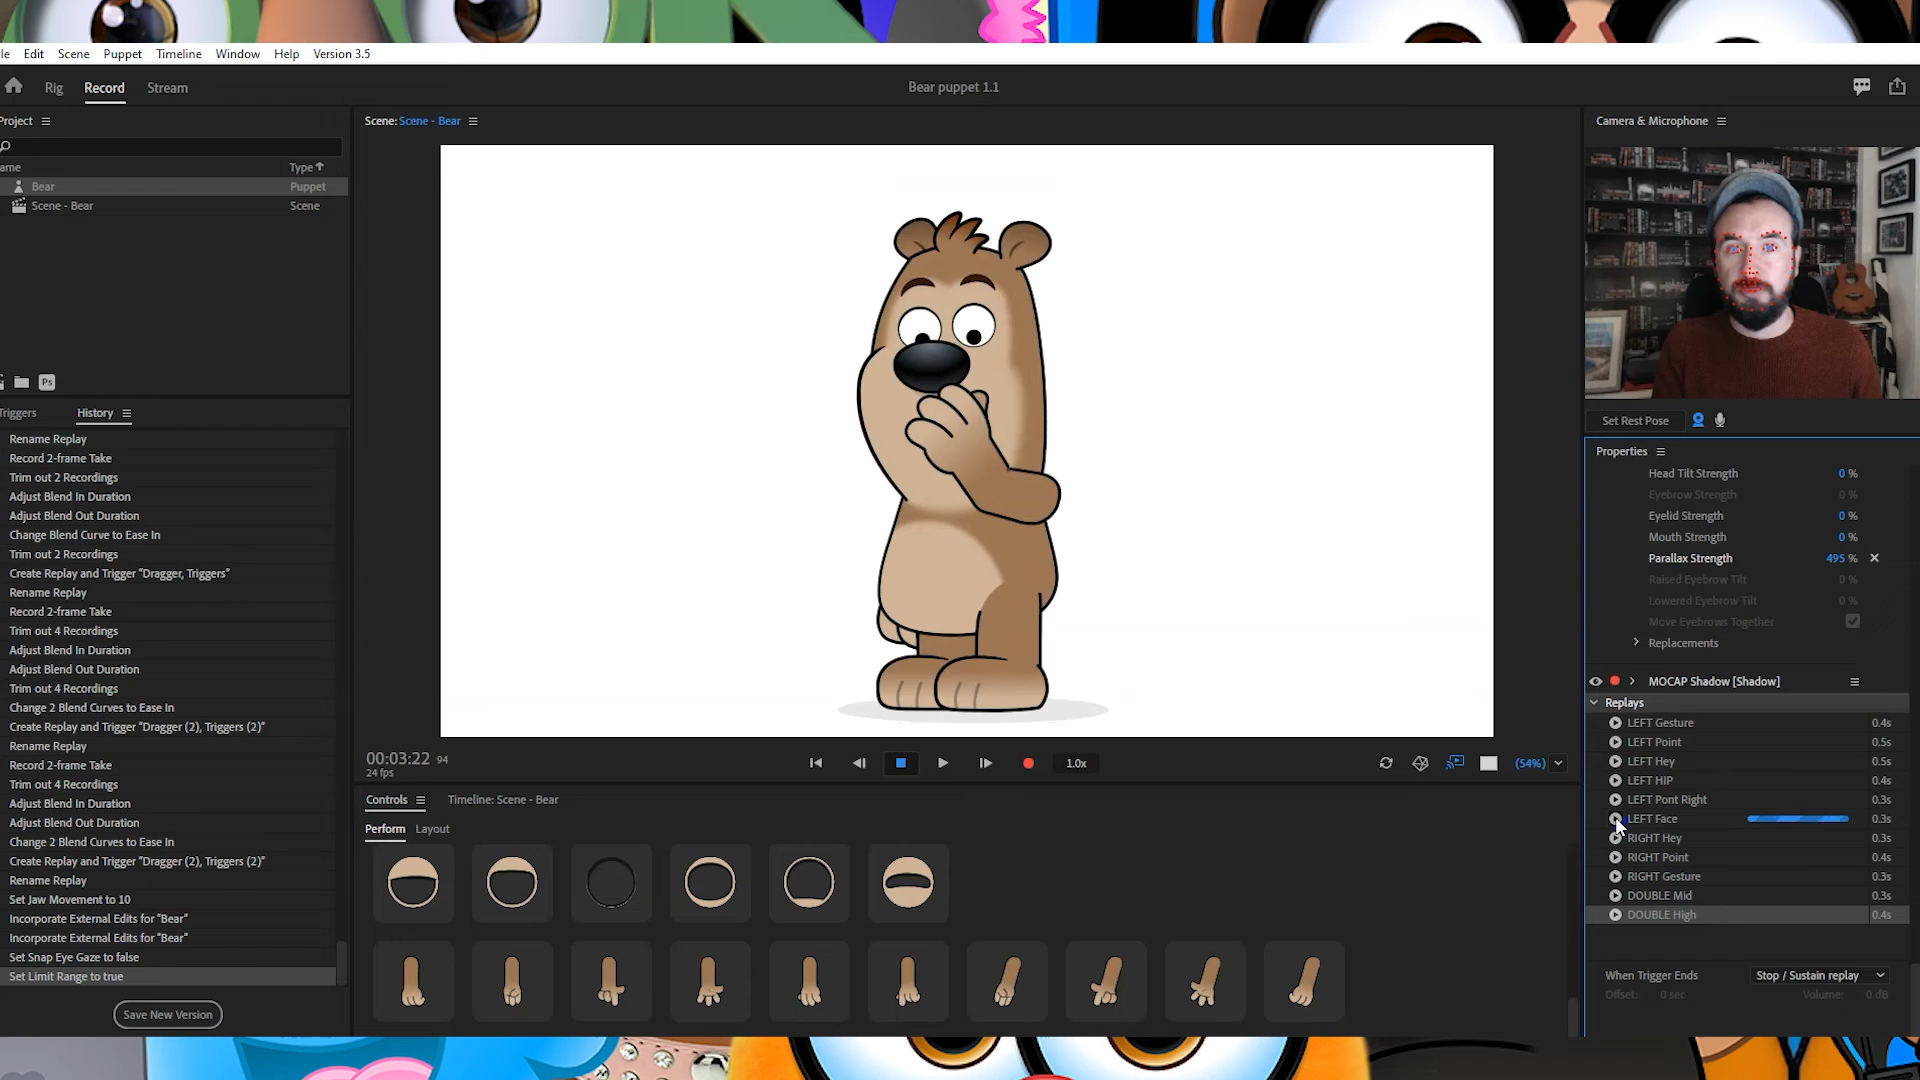 le Edit Scene Puppet Timeline Window Help Version 3.5
Rig Record Stream
Bear puppet 1.1
Project
ame Type
Bear Puppet
Scene - Bear Scene
Ps
Triggers History
Rename Replay
Record 2-frame Take
Trim out 2 Recordings
Adjust Blend In Duration
Adjust Blend Out Duration
Change Blend Curve to Ease In
Trim out 2 Recordings
Create Replay and Trigger "Dragger, Triggers"
Rename Replay
Record 2-frame Take
Trim out 4 Recordings
Adjust Blend In Duration
Adjust Blend Out Duration
Trim out 4 Recordings
Change 2 Blend Curves to Ease In
Create Replay and Trigger "Dragger (2), Triggers (2)"
Rename Replay
Record 2-frame Take
Trim out 4 Recordings
Adjust Blend In Duration
Adjust Blend Out Duration
Change 2 Blend Curves to Ease In
Create Replay and Trigger "Dragger (2), Triggers (2)"
Rename Replay
Set Jaw Movement to 10
Incorporate External Edits for "Bear"
Incorporate External Edits for "Bear"
Set Snap Eye Gaze to false
Set Limit Range to true
Save New Version
Scene: Scene - Bear
00:03:22 94
24 fps
1.0x
(54%)
Controls Timeline: Scene - Bear
Perform Layout
Camera & Microphone
Set Rest Pose
Properties
Head Tilt Strength 0 %
Eyebrow Strength 0 %
Eyelid Strength 0 %
Mouth Strength 0 %
Parallax Strength 495 %
Raised Eyebrow Tilt 0 %
Lowered Eyebrow Tilt 0 %
Move Eyebrows Together
Replacements
MOCAP Shadow [Shadow]
Replays
LEFT Gesture 0.4s
LEFT Point 0.5s
LEFT Hey 0.5s
LEFT HIP 0.4s
LEFT Pont Right 0.3s
LEFT Face 0.3s
RIGHT Hey 0.3s
RIGHT Point 0.4s
RIGHT Gesture 0.3s
DOUBLE Mid 0.3s
DOUBLE High 0.4s
When Trigger Ends Stop / Sustain replay
Offset: 0 sec Volume: 0 dB